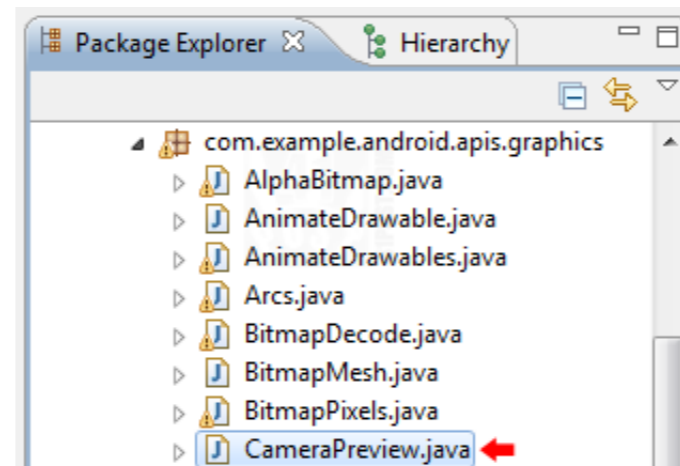 Package Explorer Hierarchy
com.example.android.apis.graphics
AlphaBitmap.java
AnimateDrawable.java
AnimateDrawables.java
Arcs.java
BitmapDecode.java
BitmapMesh.java
BitmapPixels.java
CameraPreview.java